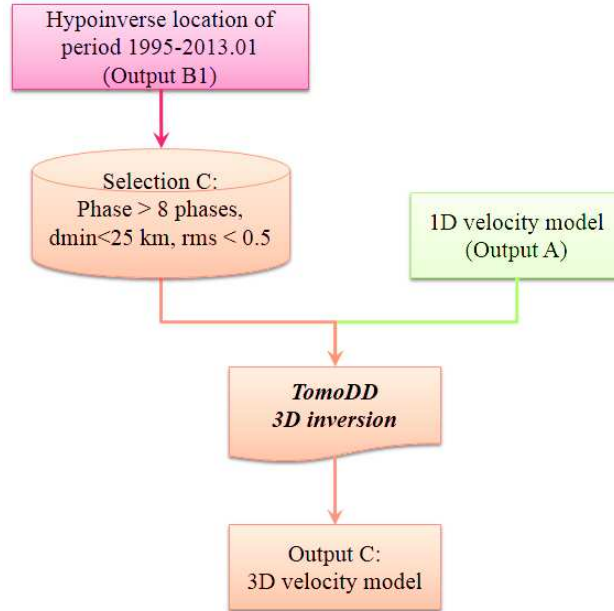 Hypoinverse location of
period 1995-2013.01
(Output B1)
Selection C:
Phase > 8 phases,
dmin<25 km, rms < 0.5
1D velocity model
(Output A)
TomoDD
3D inversion
Output C:
3D velocity model